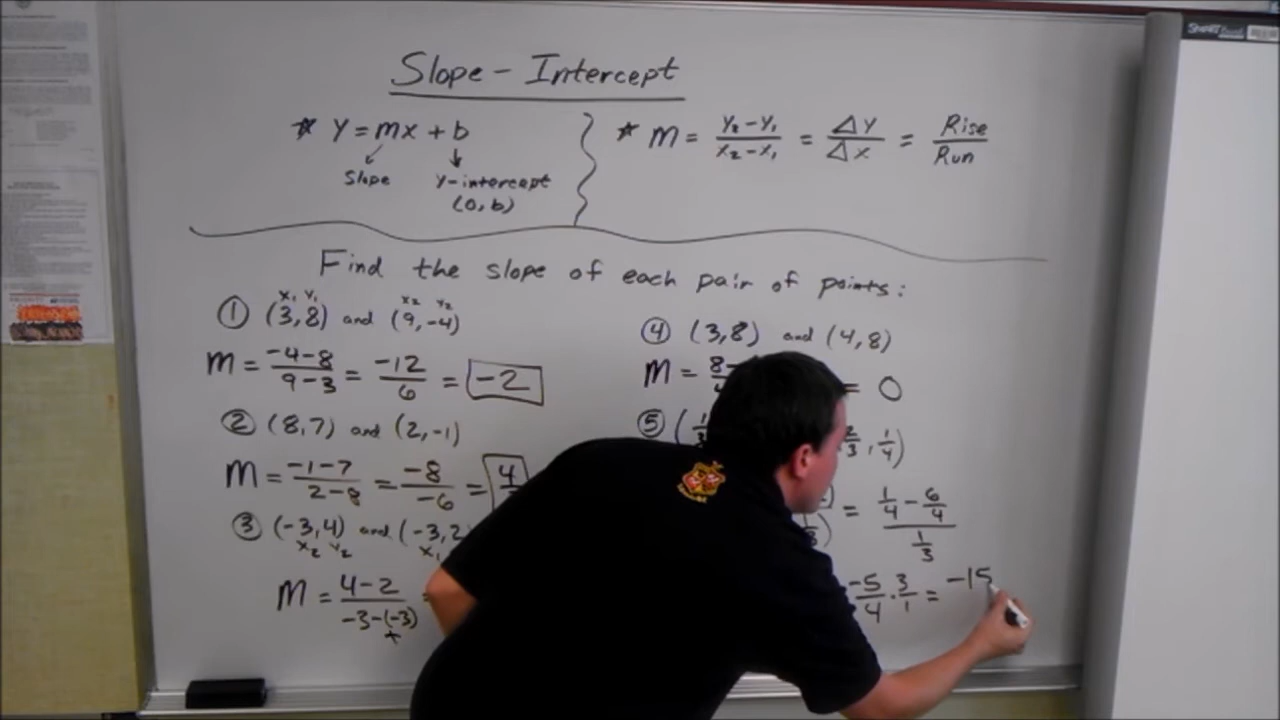 Slope - Intercept
* Y = mx + b
Slope
Y-intercept
(0, b)
* M = Y₂ - Y₁ / X₂ - X₁ = ΔY / ΔX = Rise / Run
Find the slope of each pair of points:
X₁ Y₁ X₂ Y₂
① (3,8) and (9,-4)
M = -4-8 / 9-3 = -12 / 6 = -2
② (8,7) and (2,-1)
M = -1-7 / 2-8 = -8 / -6 = 4
③ (-3,4) and (-3,2
X₂ Y₂ X₁
M = 4-2 / -3-(-3)
④ (3,8) and (4,8)
M = 8 = 0
⑤ ( 2/3, 1/4)
= 1/4 - 6/4 / 1/3
-5/4 · 3/1 = -15